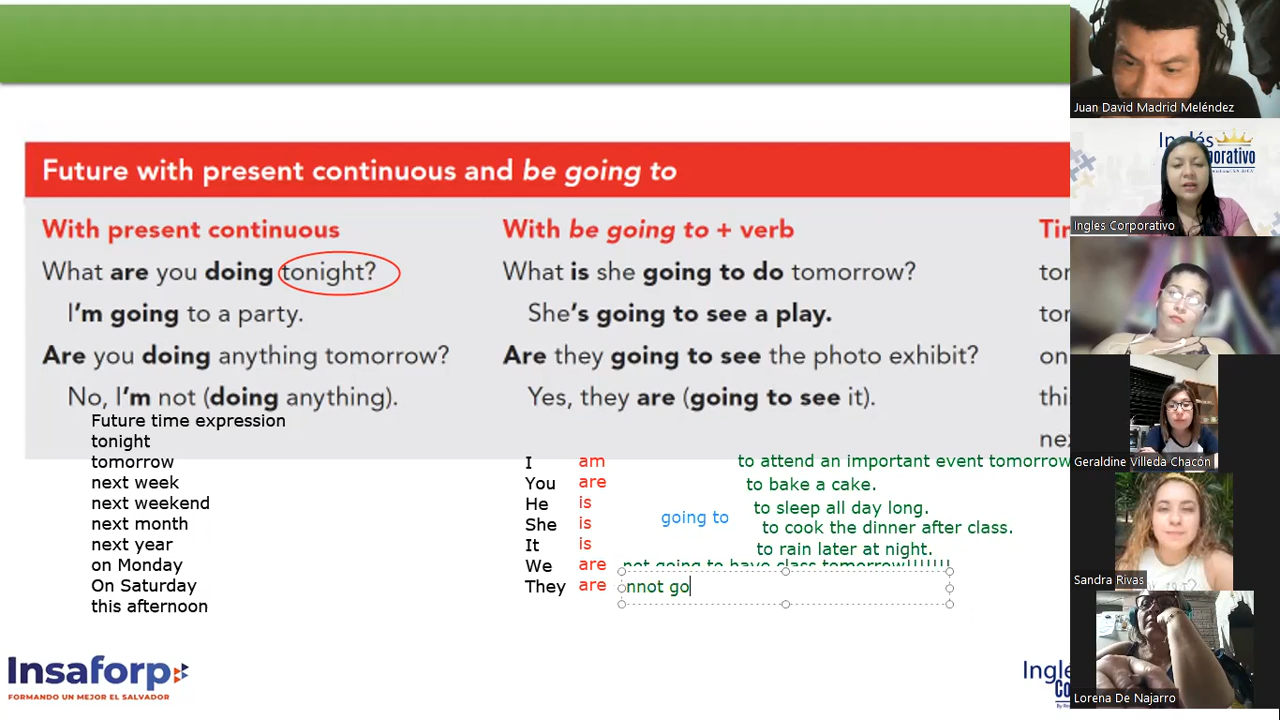 Future with present continuous and be going to
With present continuous
What are you doing tonight?
I'm going to a party.
Are you doing anything tomorrow?
No, I'm not (doing anything).
With be going to + verb
What is she going to do tomorrow?
She's going to see a play.
Are they going to see the photo exhibit?
Yes, they are (going to see it).
Future time expression
tonight
tomorrow
next week
next weekend
next month
next year
on Monday
On Saturday
this afternoon
I am to attend an important event tomorrow
You are to bake a cake.
He is to sleep all day long.
going to
She is to cook the dinner after class.
It is to rain later at night.
We are not going to have class tomorrow!!!!!!!
They are nnot go
Insaforp
FORMANDO UN MEJOR EL SALVADOR
Juan David Madrid Meléndez
Ingles Corporativo
Geraldine Villeda Chacón
Sandra Rivas
Lorena De Najarro